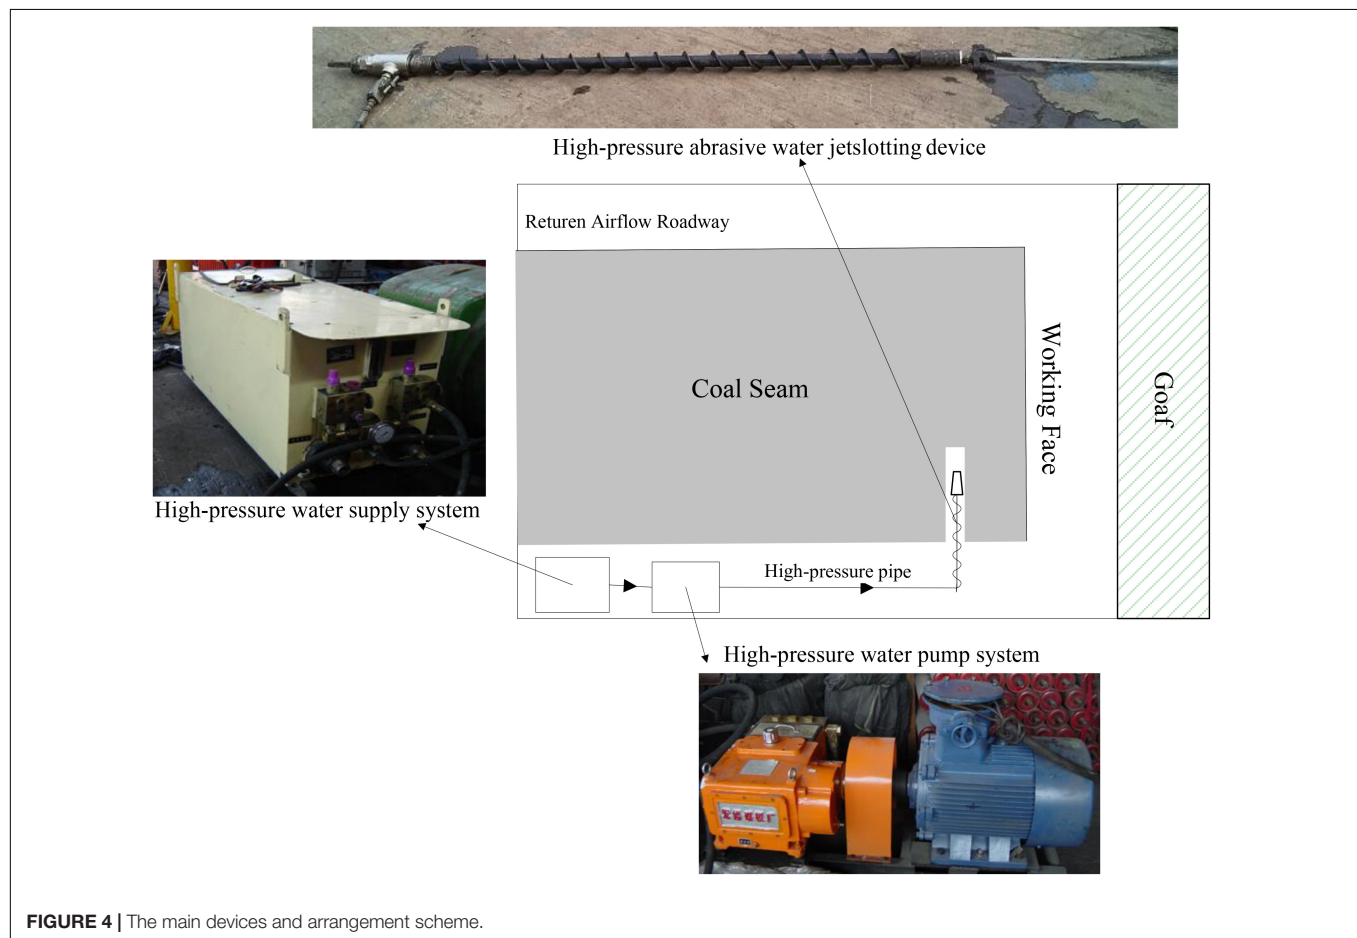 High-pressure abrasive water jetslotting device
Returen Airflow Roadway
Coal Seam
Working Face
Goaf
High-pressure water supply system
High-pressure pipe
High-pressure water pump system
FIGURE 4 | The main devices and arrangement scheme.